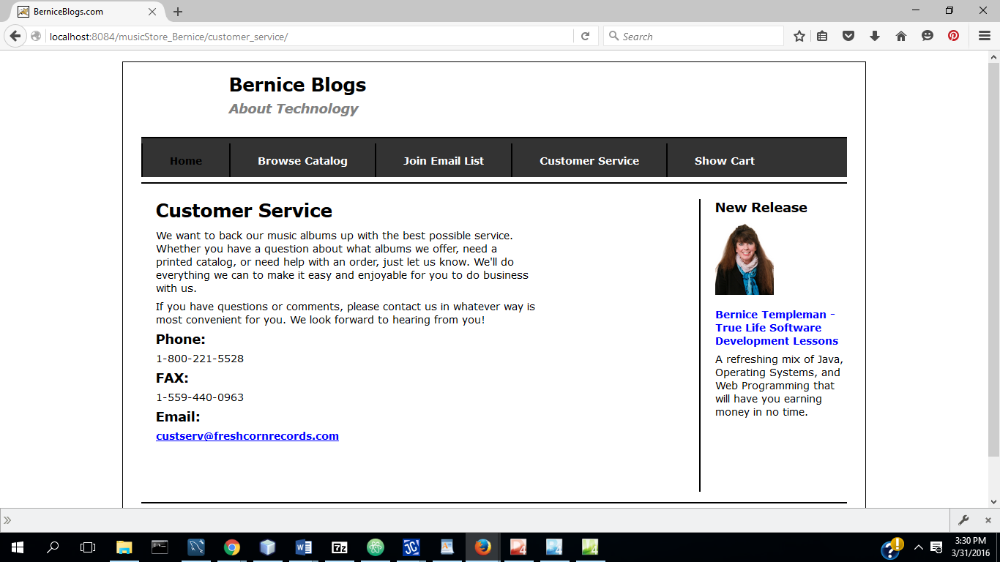 BerniceBlogs.com
localhost:8084/musicStore_Bernice/customer_service/
Search
Bernice Blogs
About Technology
Home Browse Catalog Join Email List Customer Service Show Cart
Customer Service
We want to back our music albums up with the best possible service.
Whether you have a question about what albums we offer, need a
printed catalog, or need help with an order, just let us know. We'll do
everything we can to make it easy and enjoyable for you to do business
with us.
If you have questions or comments, please contact us in whatever way is
most convenient for you. We look forward to hearing from you!
Phone:
1-800-221-5528
FAX:
1-559-440-0963
Email:
custserv@freshcornrecords.com
New Release
Bernice Templeman -
True Life Software
Development Lessons
A refreshing mix of Java,
Operating Systems, and
Web Programming that
will have you earning
money in no time.
3:30 PM
3/31/2016